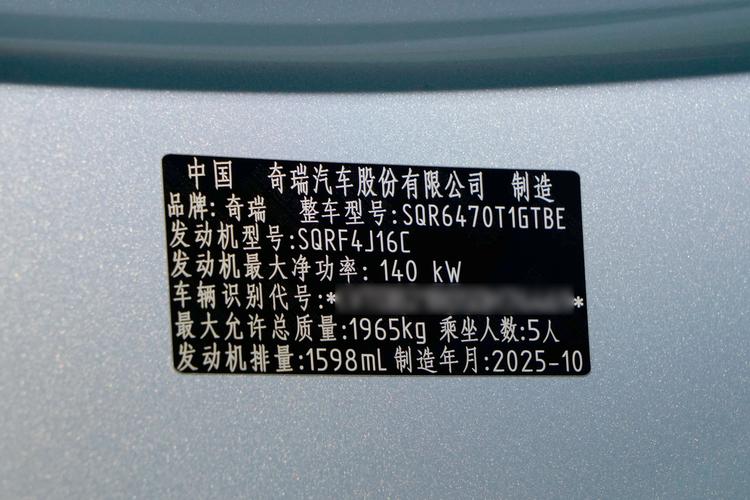 中国 奇瑞汽车股份有限公司 制造
品牌:奇瑞 整车型号:SQR6470T1GTBE
发动机型号:SQRF4J16C
发动机最大净功率:140 kW
车辆识别代号:* *
最大允许总质量:1965kg 乘坐人数:5人
发动机排量:1598mL 制造年月:2025-10